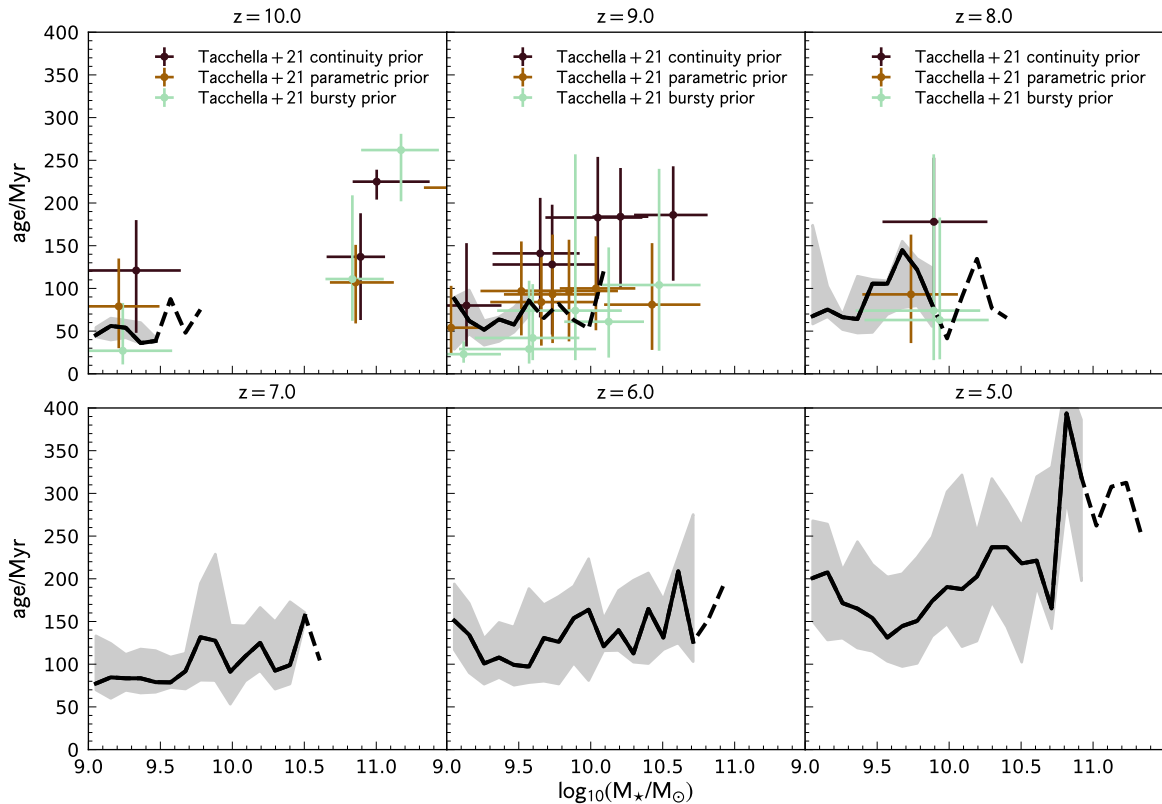 z=10.0
z=9.0
z=8.0
400
350
300
250
200
150
100
50
0
age/Myr
Tacchella+21 continuity prior
Tacchella+21 parametric prior
Tacchella+21 bursty prior
Tacchella+21 continuity prior
Tacchella+21 parametric prior
Tacchella+21 bursty prior
Tacchella+21 continuity prior
Tacchella+21 parametric prior
Tacchella+21 bursty prior
z=7.0
z=6.0
z=5.0
400
350
300
250
200
150
100
50
0
age/Myr
9.0 9.5 10.0 10.5 11.0
9.5 10.0 10.5 11.0
9.0 9.5 10.0 10.5 11.0
log₁₀(M⋆/M⊙)